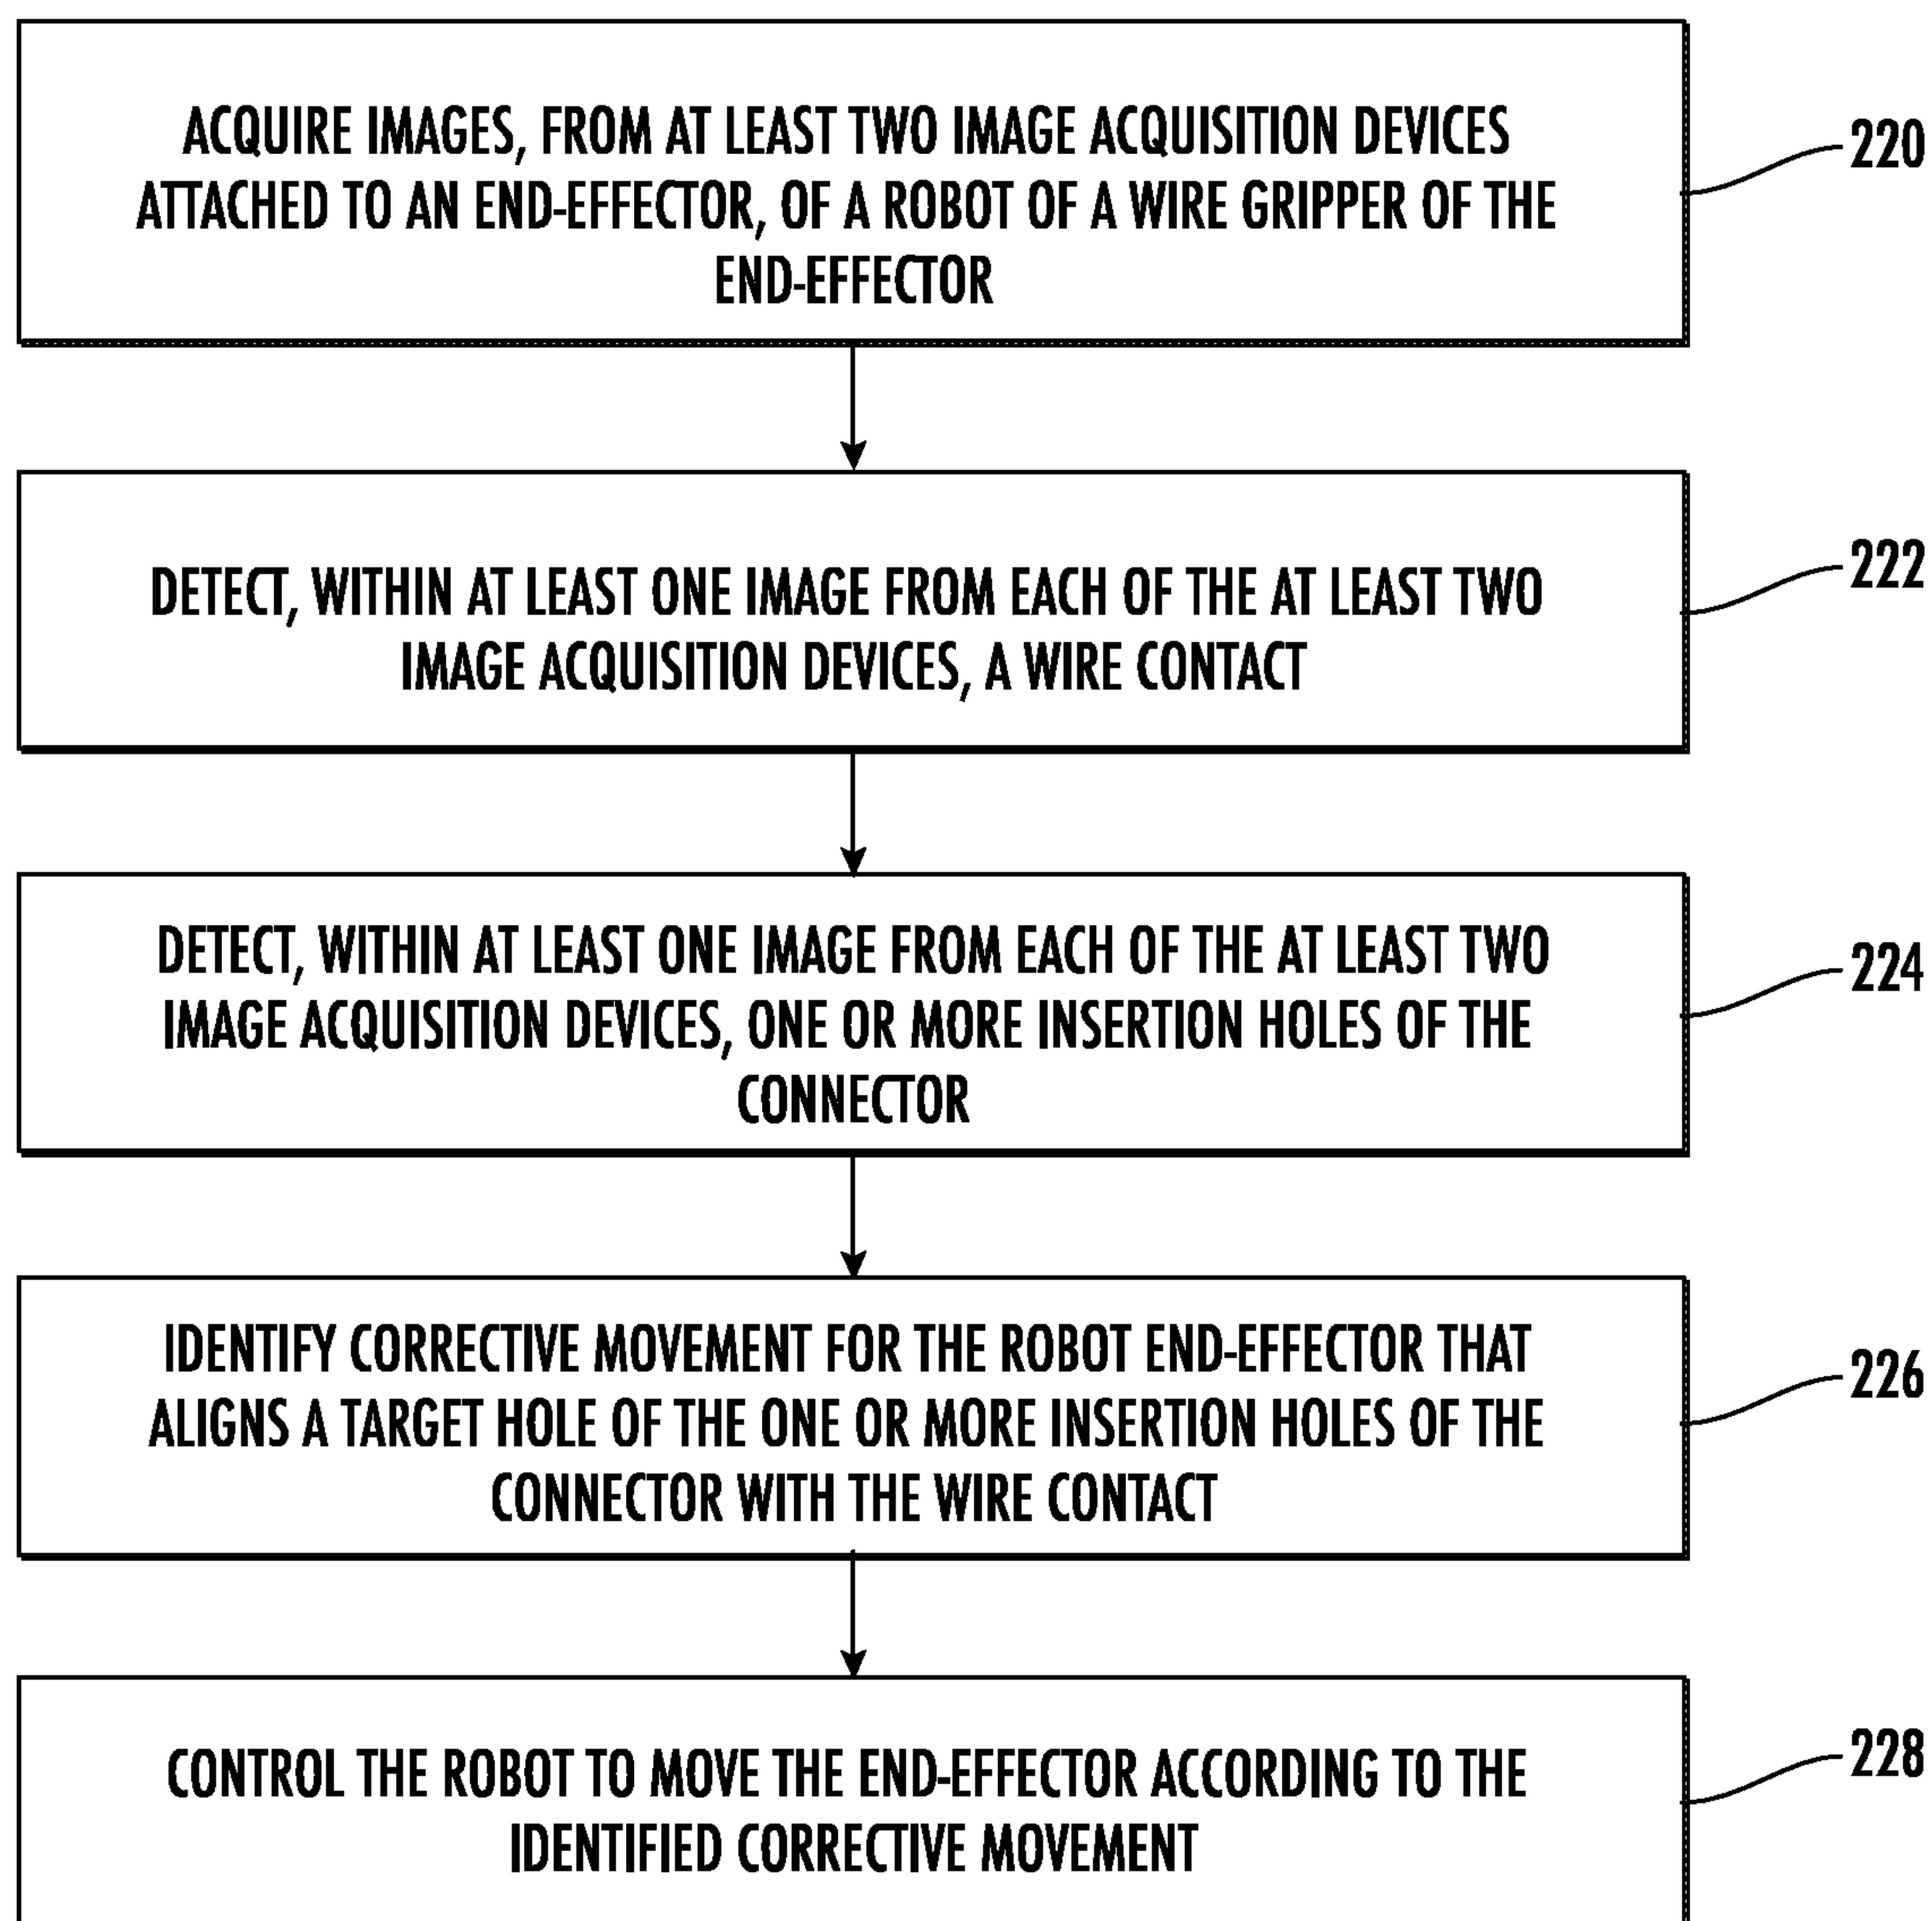 ACQUIRE IMAGES, FROM AT LEAST TWO IMAGE ACQUISITION DEVICES
ATTACHED TO AN END-EFFECTOR, OF A ROBOT OF A WIRE GRIPPER OF THE
END-EFFECTOR
220
DETECT, WITHIN AT LEAST ONE IMAGE FROM EACH OF THE AT LEAST TWO
IMAGE ACQUISITION DEVICES, A WIRE CONTACT
222
DETECT, WITHIN AT LEAST ONE IMAGE FROM EACH OF THE AT LEAST TWO
IMAGE ACQUISITION DEVICES, ONE OR MORE INSERTION HOLES OF THE
CONNECTOR
224
IDENTIFY CORRECTIVE MOVEMENT FOR THE ROBOT END-EFFECTOR THAT
ALIGNS A TARGET HOLE OF THE ONE OR MORE INSERTION HOLES OF THE
CONNECTOR WITH THE WIRE CONTACT
226
CONTROL THE ROBOT TO MOVE THE END-EFFECTOR ACCORDING TO THE
IDENTIFIED CORRECTIVE MOVEMENT
228